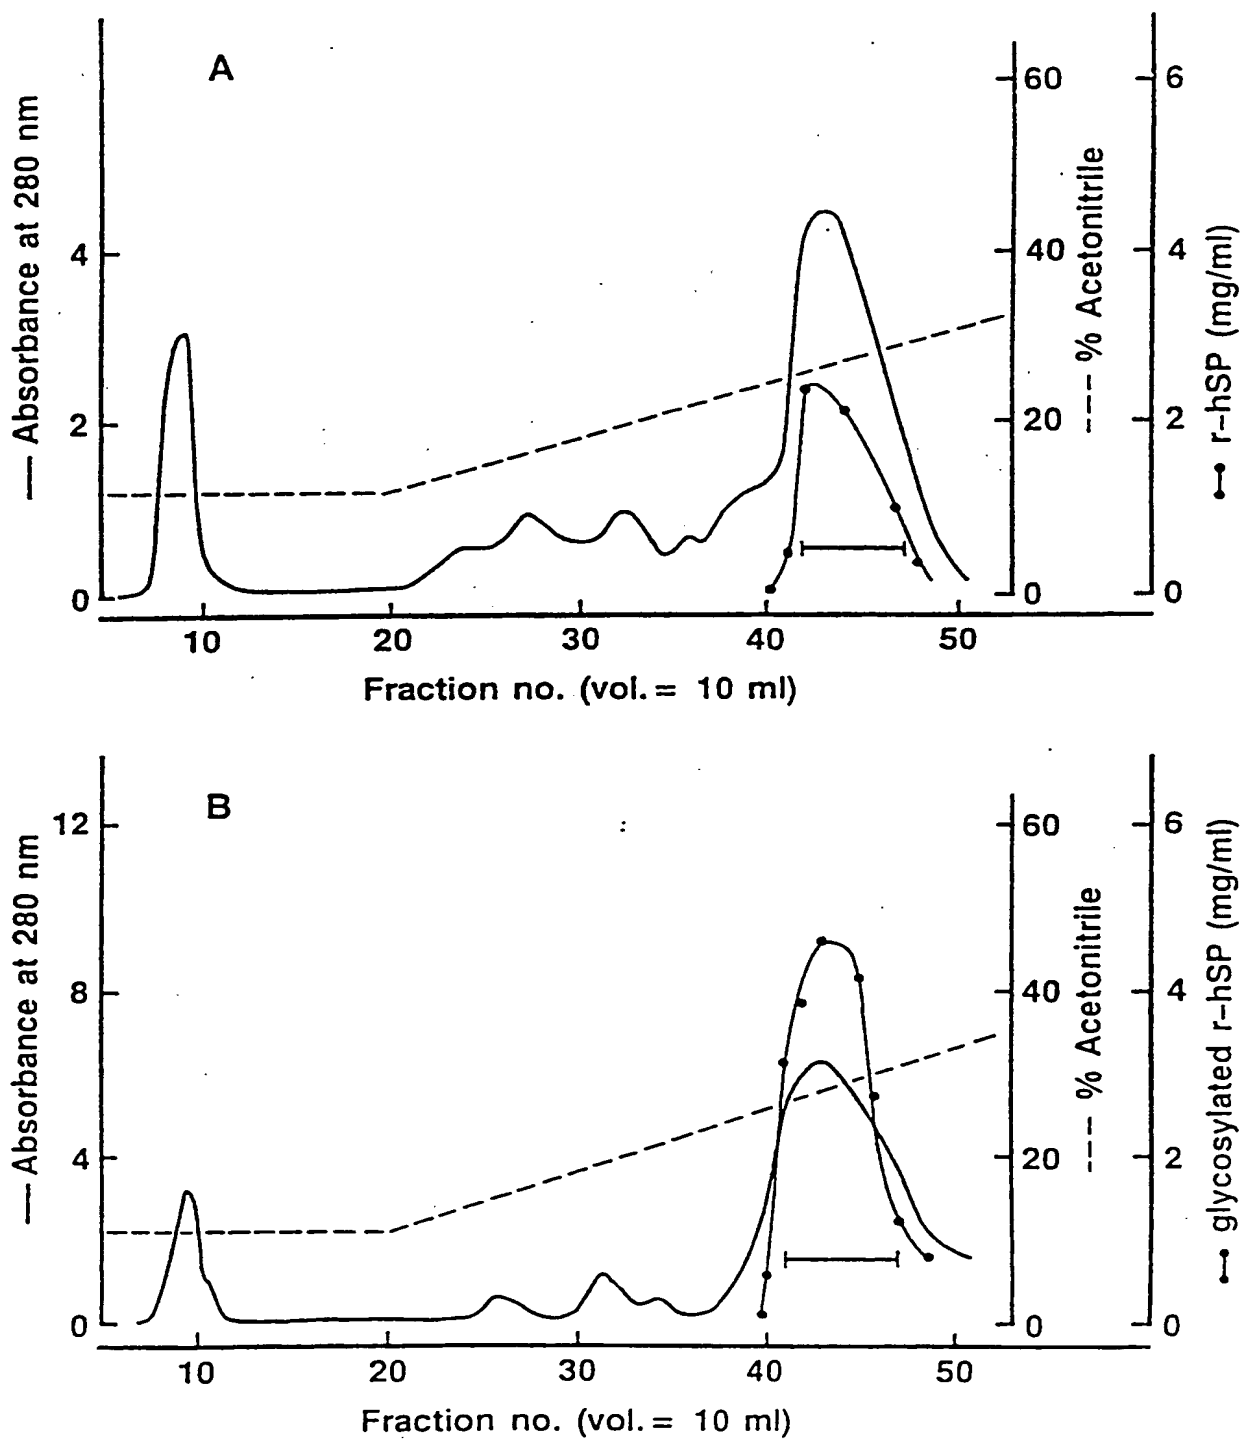 A
— Absorbance at 280 nm
4
2
0
60
40
20
0
---- % Acetonitrile
6
4
2
0
r-hSP (mg/ml)
10 20 30 40 50
Fraction no. (vol. = 10 ml)
B
— Absorbance at 280 nm
12
8
4
0
60
40
20
0
---- % Acetonitrile
6
4
2
0
glycosylated r-hSP (mg/ml)
10 20 30 40 50
Fraction no. (vol. = 10 ml)